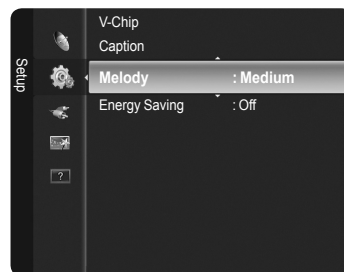 Setup
V-Chip
Caption
Melody : Medium
Energy Saving : Off
?